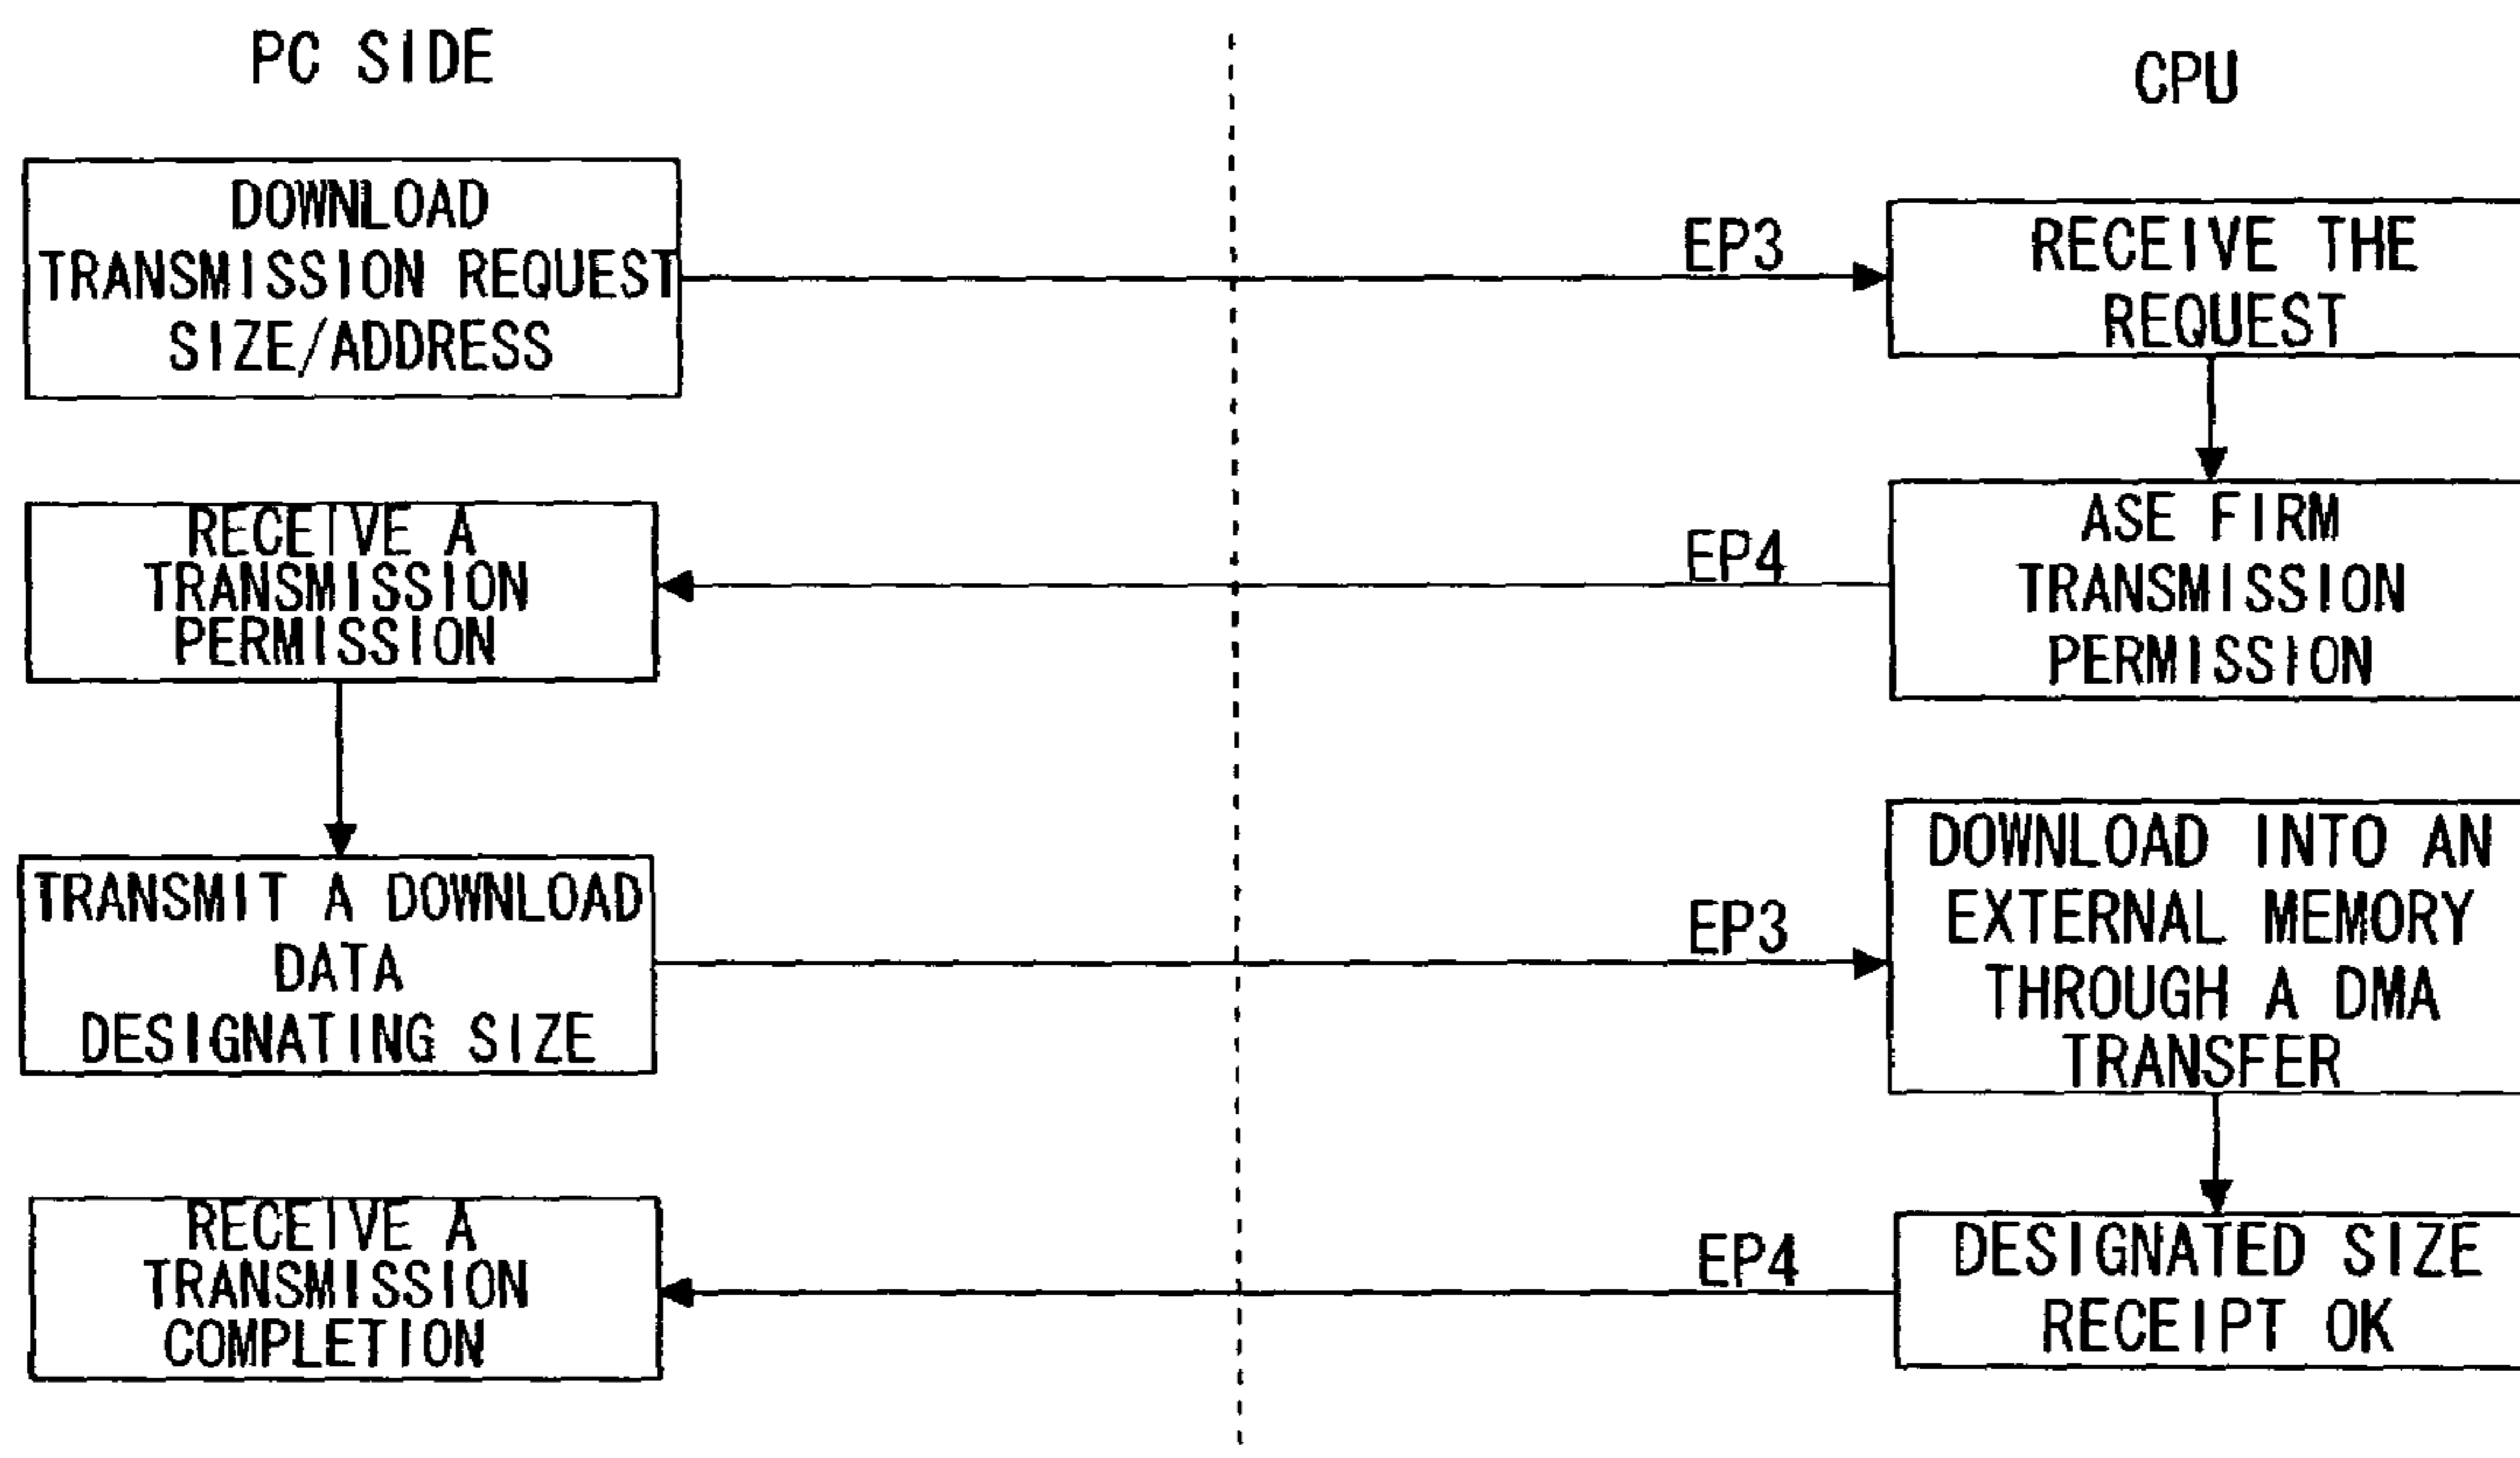 PC SIDE
CPU
DOWNLOAD
TRANSMISSION REQUEST
SIZE/ADDRESS
EP3
RECEIVE THE
REQUEST
RECEIVE A
TRANSMISSION
PERMISSION
EP4
ASE FIRM
TRANSMISSION
PERMISSION
TRANSMIT A DOWNLOAD
DATA
DESIGNATING SIZE
EP3
DOWNLOAD INTO AN
EXTERNAL MEMORY
THROUGH A DMA
TRANSFER
RECEIVE A
TRANSMISSION
COMPLETION
EP4
DESIGNATED SIZE
RECEIPT OK